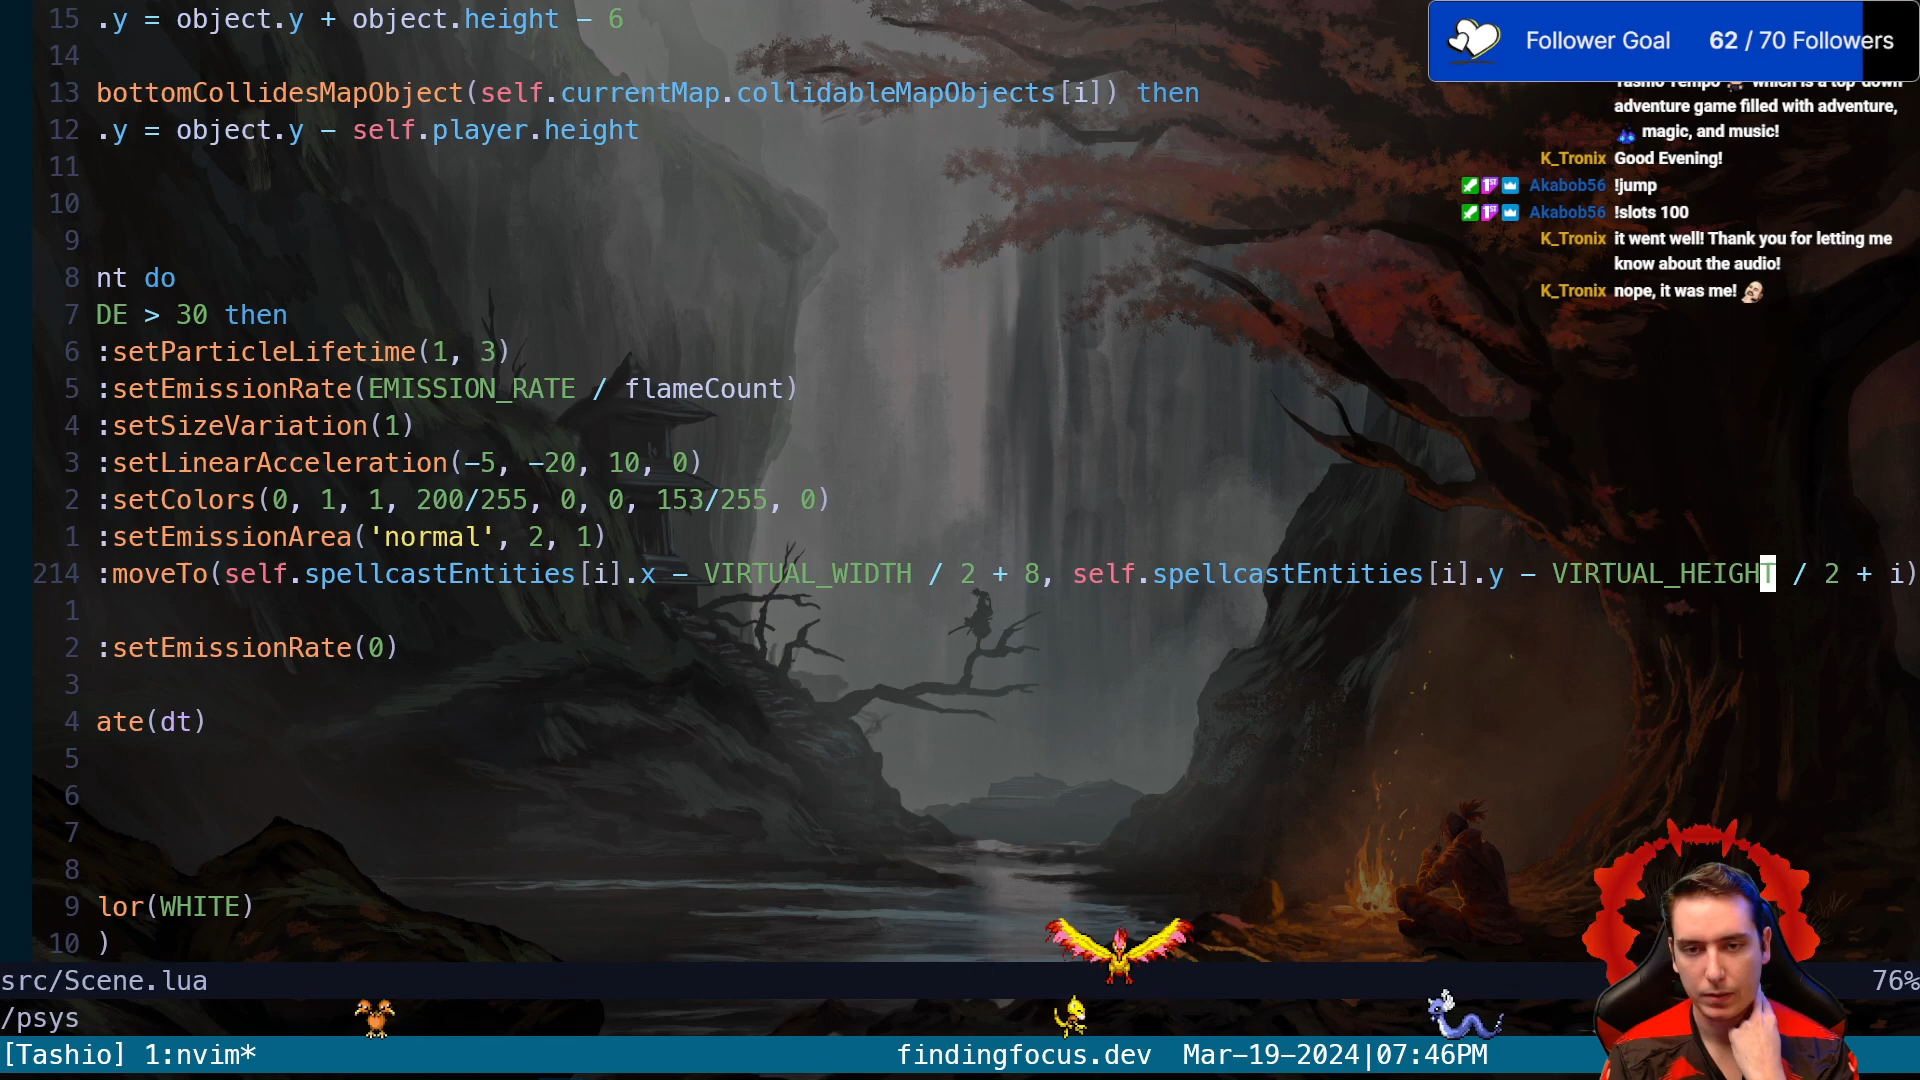 15 .y = object.y + object.height - 6
14
13 bottomCollidesMapObject(self.currentMap.collidableMapObjects[i]) then
12 .y = object.y - self.player.height
11
10
9
8 nt do
7 DE > 30 then
6 :setParticleLifetime(1, 3)
5 :setEmissionRate(EMISSION_RATE / flameCount)
4 :setSizeVariation(1)
3 :setLinearAcceleration(-5, -20, 10, 0)
2 :setColors(0, 1, 1, 200/255, 0, 0, 153/255, 0)
1 :setEmissionArea('normal', 2, 1)
214 :moveTo(self.spellcastEntities[i].x - VIRTUAL_WIDTH / 2 + 8, self.spellcastEntities[i].y - VIRTUAL_HEIGHT / 2 + i)
1
2 :setEmissionRate(0)
3
4 ate(dt)
5
6
7
8
9 lor(WHITE)
10 )
src/Scene.lua 76%
/psys
[Tashio] 1:nvim* findingfocus.dev Mar-19-2024|07:46PM
Follower Goal 62 / 70 Followers
Tashio Tempo which is a top down
adventure game filled with adventure,
magic, and music!
K_Tronix Good Evening!
Akabob56 !jump
Akabob56 !slots 100
K_Tronix it went well! Thank you for letting me
know about the audio!
K_Tronix nope, it was me!